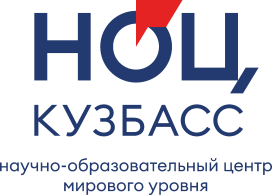 НОЦ
КУЗБАСС
научно-образовательный центр
мирового уровня